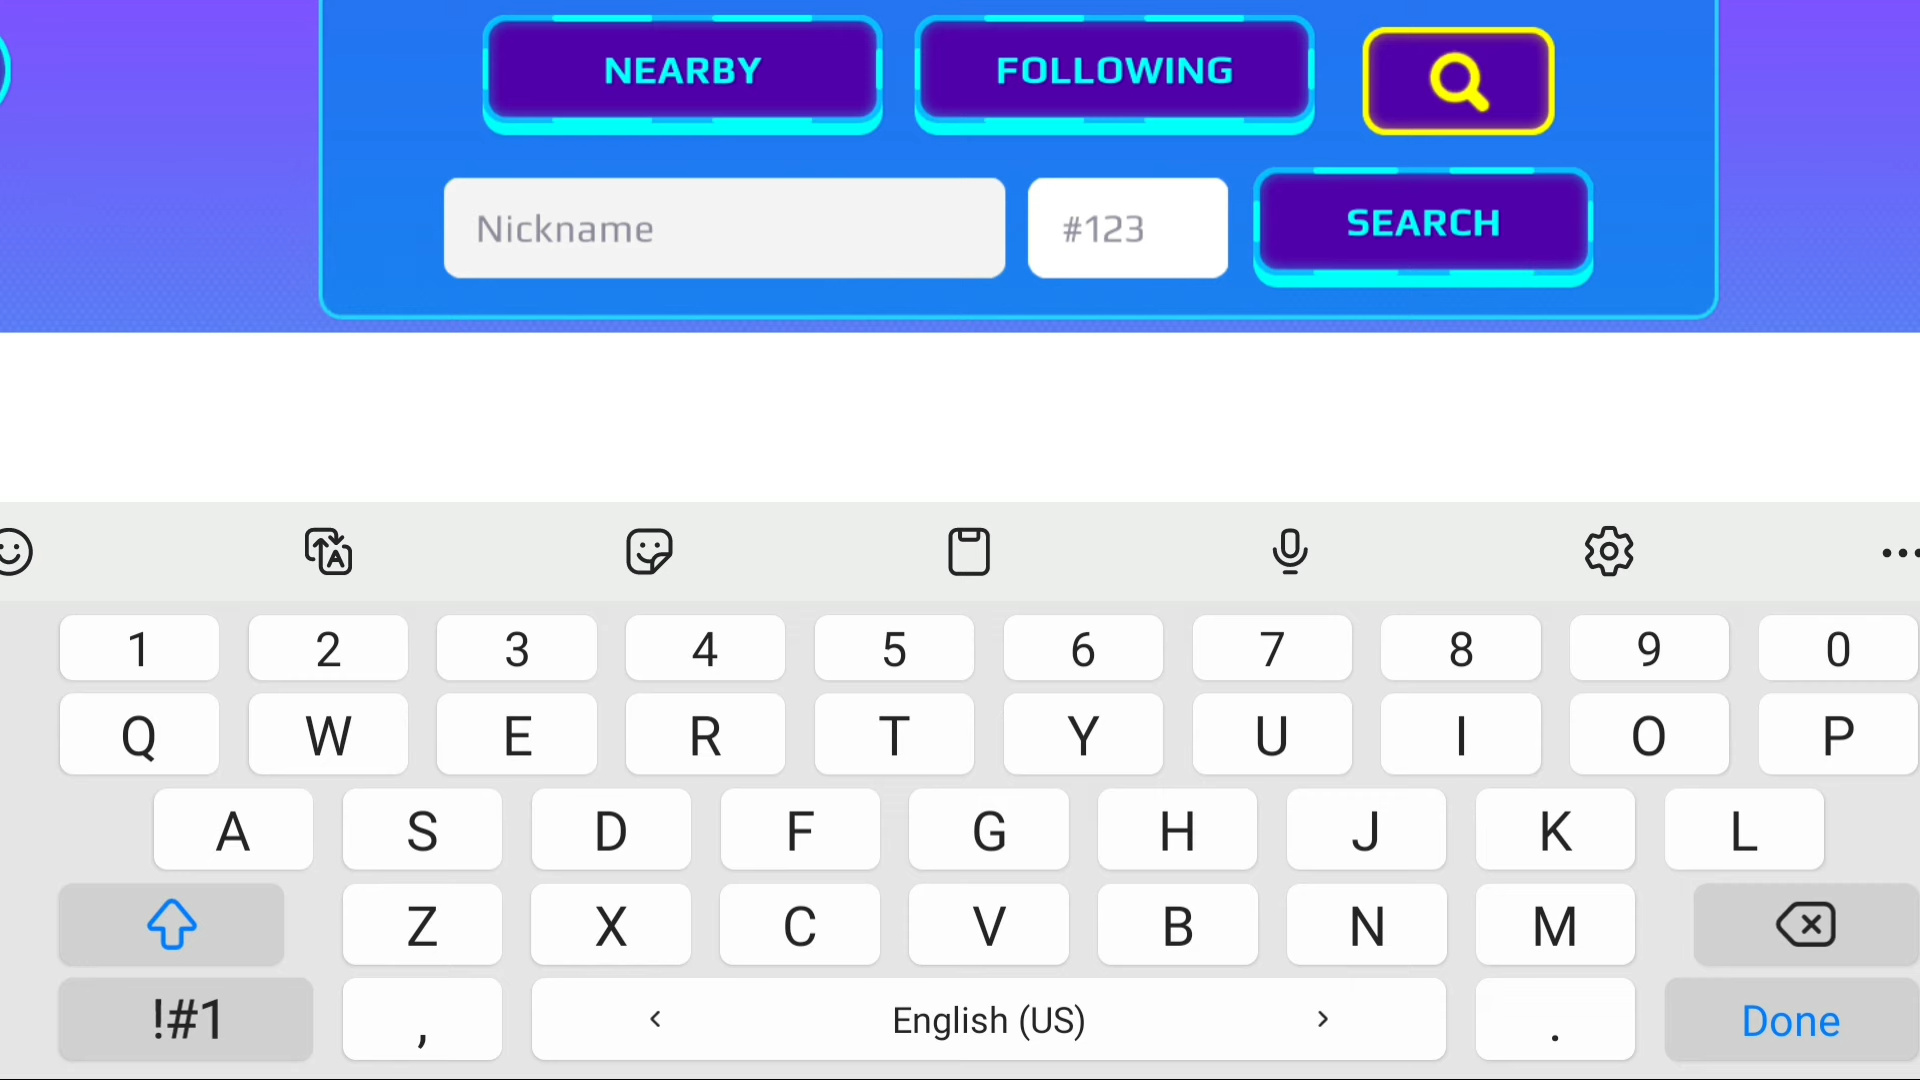 NEARBY FOLLOWING
Nickname #123 SEARCH
1 2 3 4 5 6 7 8 9 0
Q W E R T Y U I O P
A S D F G H J K L
Z X C V B N M
!#1 , < English (US) > . Done